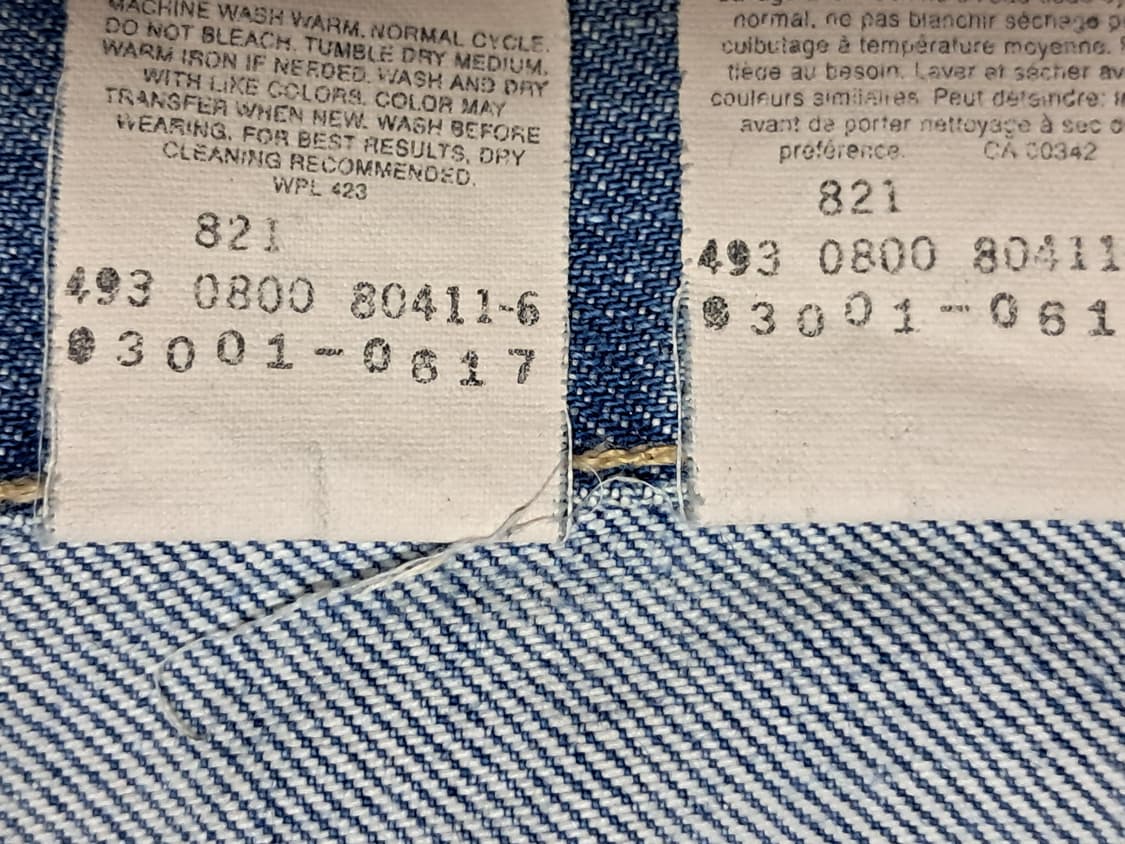 MACHINE WASH WARM. NORMAL CYCLE.
DO NOT BLEACH. TUMBLE DRY MEDIUM.
WARM IRON IF NEEDED. WASH AND DRY
WITH LIKE COLORS. COLOR MAY
TRANSFER WHEN NEW. WASH BEFORE
WEARING. FOR BEST RESULTS, DRY
CLEANING RECOMMENDED.
WPL 423
821
493 0800 80411-6
3001-0617
normal, ne pas blanchir séchage
culbutage à température moyenne.
tiède au besoin. Laver et sécher av
couleurs similaires. Peut déteindre:
avant de porter nettoyage à sec
préférence. CA 00342
821
493 0800 80411
3001-061